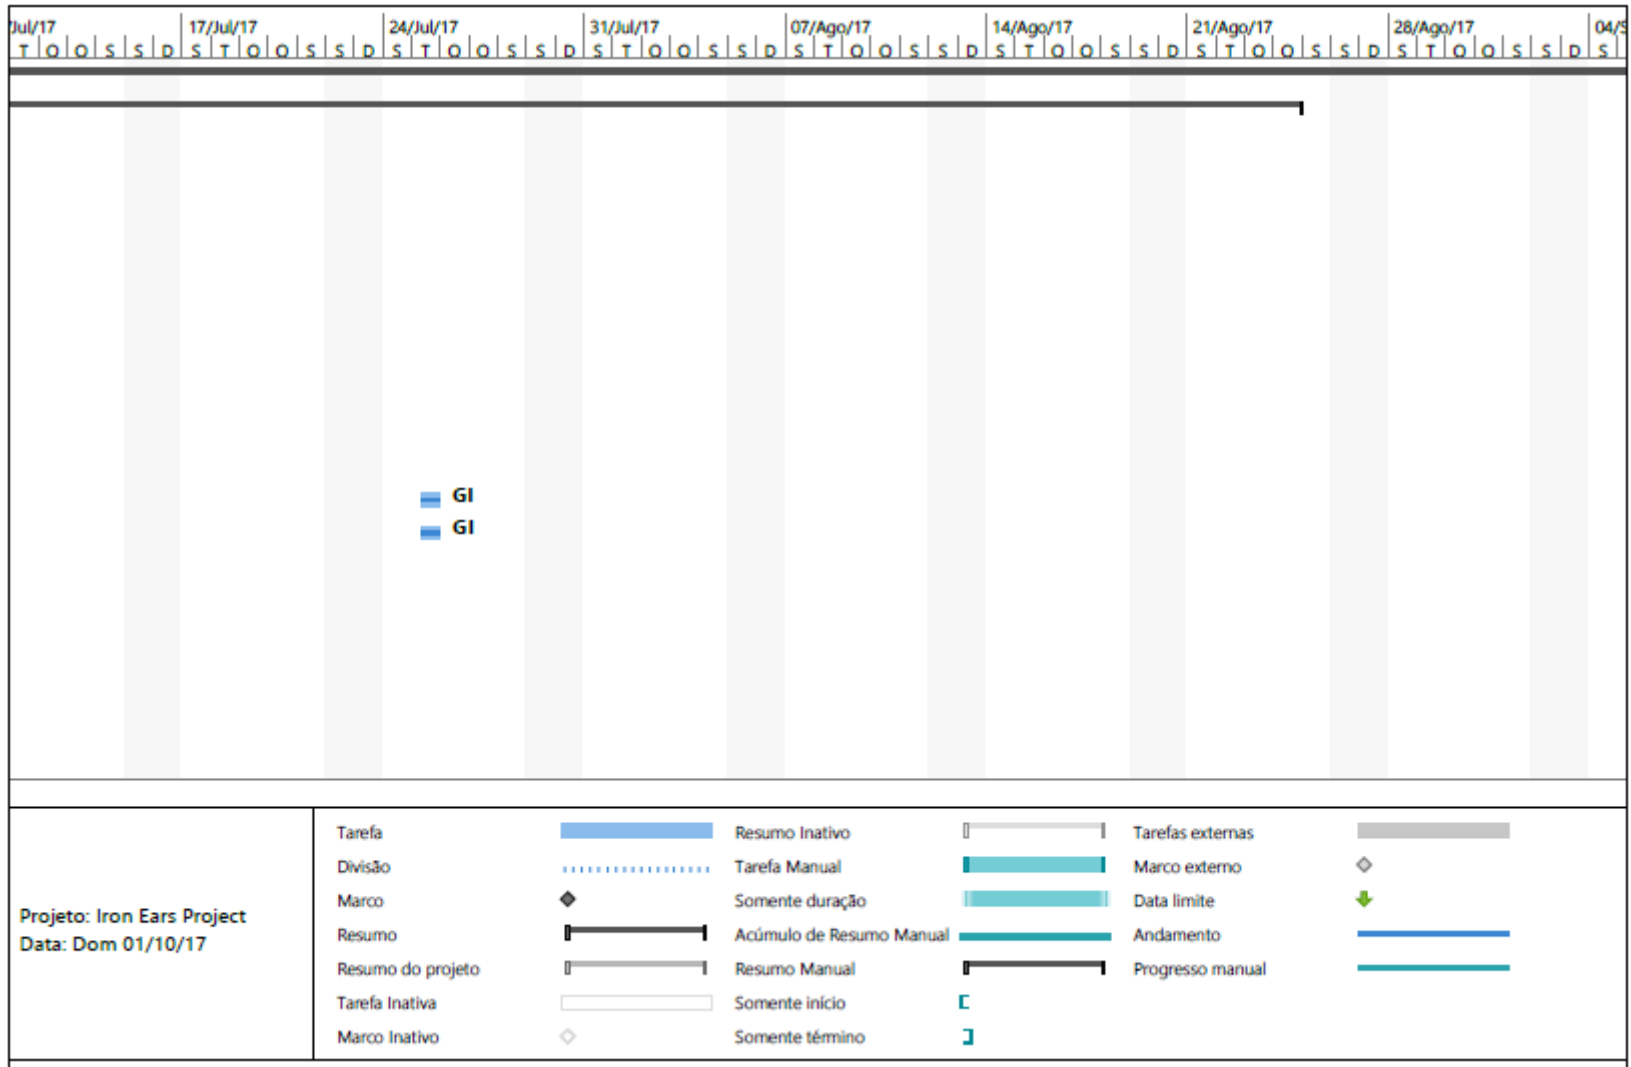 Jul/17 17/Jul/17 24/Jul/17 31/Jul/17 07/Ago/17 14/Ago/17 21/Ago/17 28/Ago/17 04/S
T Q Q S S D S T Q Q S S D S T Q Q S S D S T Q Q S S D S T Q Q S S D S T Q Q S S D S T Q Q S S D S T Q Q S S D S
GI
GI
Projeto: Iron Ears Project
Data: Dom 01/10/17
Tarefa
Divisão
Marco
Resumo
Resumo do projeto
Tarefa Inativa
Marco Inativo
Resumo Inativo
Tarefa Manual
Somente duração
Acúmulo de Resumo Manual
Resumo Manual
Somente início
Somente término
Tarefas externas
Marco externo
Data limite
Andamento
Progresso manual